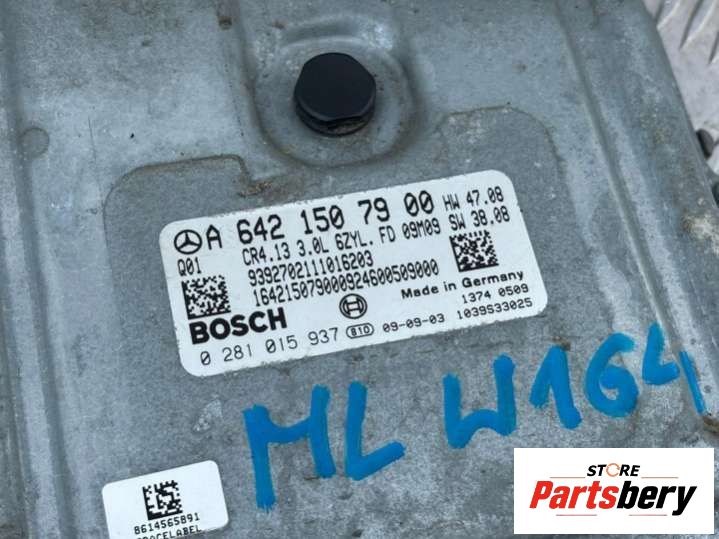 A 642 150 79 00 HW 47.08
Q01 CR4.13 3.0L 6ZYL. FD 09M09 SW 38.08
9392702111016203
164215079000924600509000
BOSCH Made in Germany
1374 0509
0 281 015 937 810 09-09-03 1039S33025
ML W164
8614565891
STORE
Partsbery